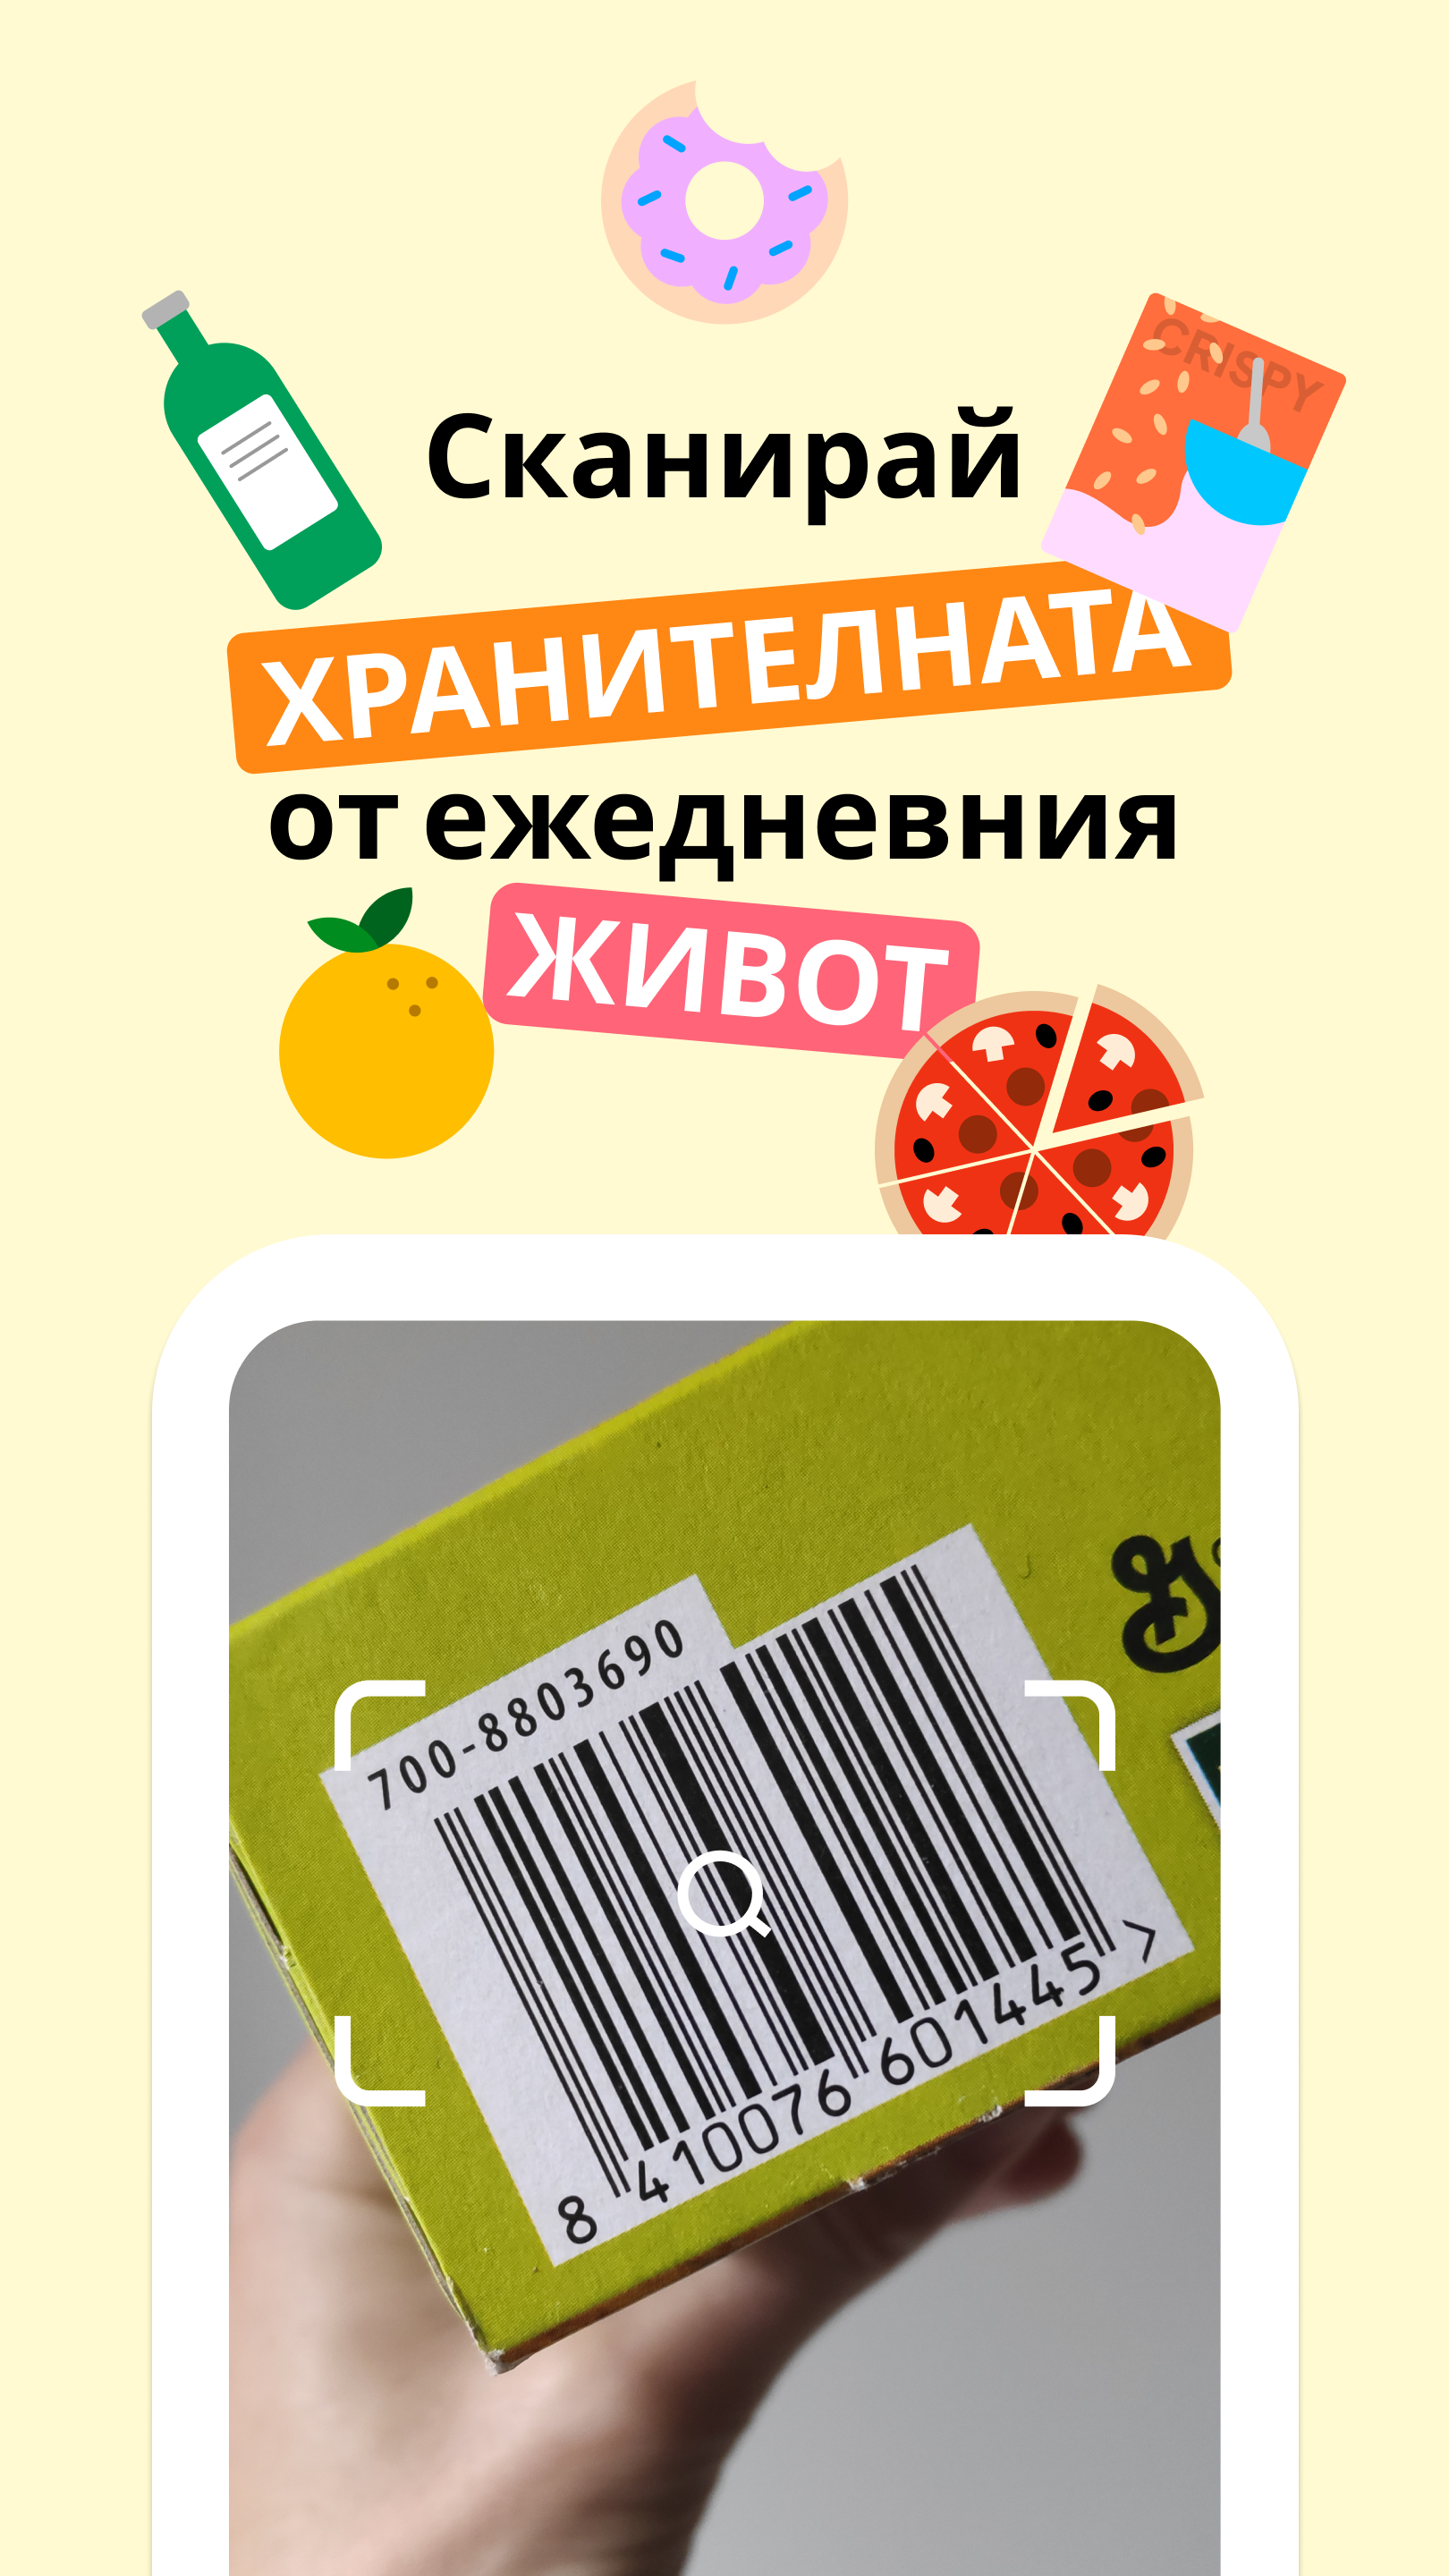 CRISPY
Сканирай
ХРАНИТЕЛНАТА
от ежедневния
ЖИВОТ
700-8803690
8 410076 601445 >